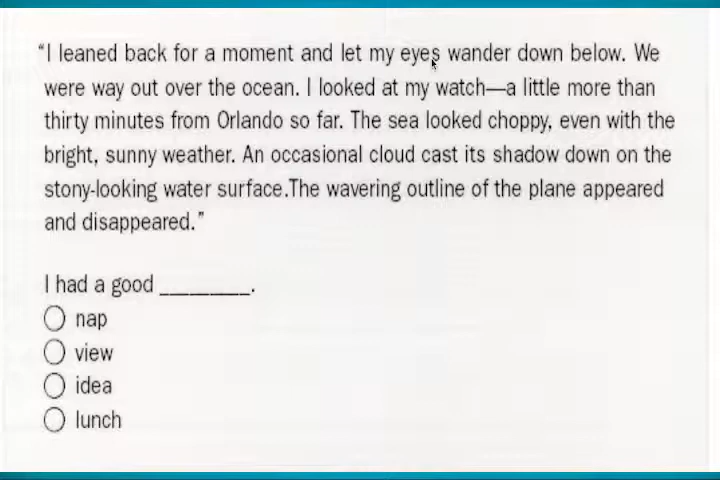 “I leaned back for a moment and let my eyes wander down below. We
were way out over the ocean. I looked at my watch—a little more than
thirty minutes from Orlando so far. The sea looked choppy, even with the
bright, sunny weather. An occasional cloud cast its shadow down on the
stony-looking water surface.The wavering outline of the plane appeared
and disappeared.”
I had a good ________.
nap
view
idea
lunch